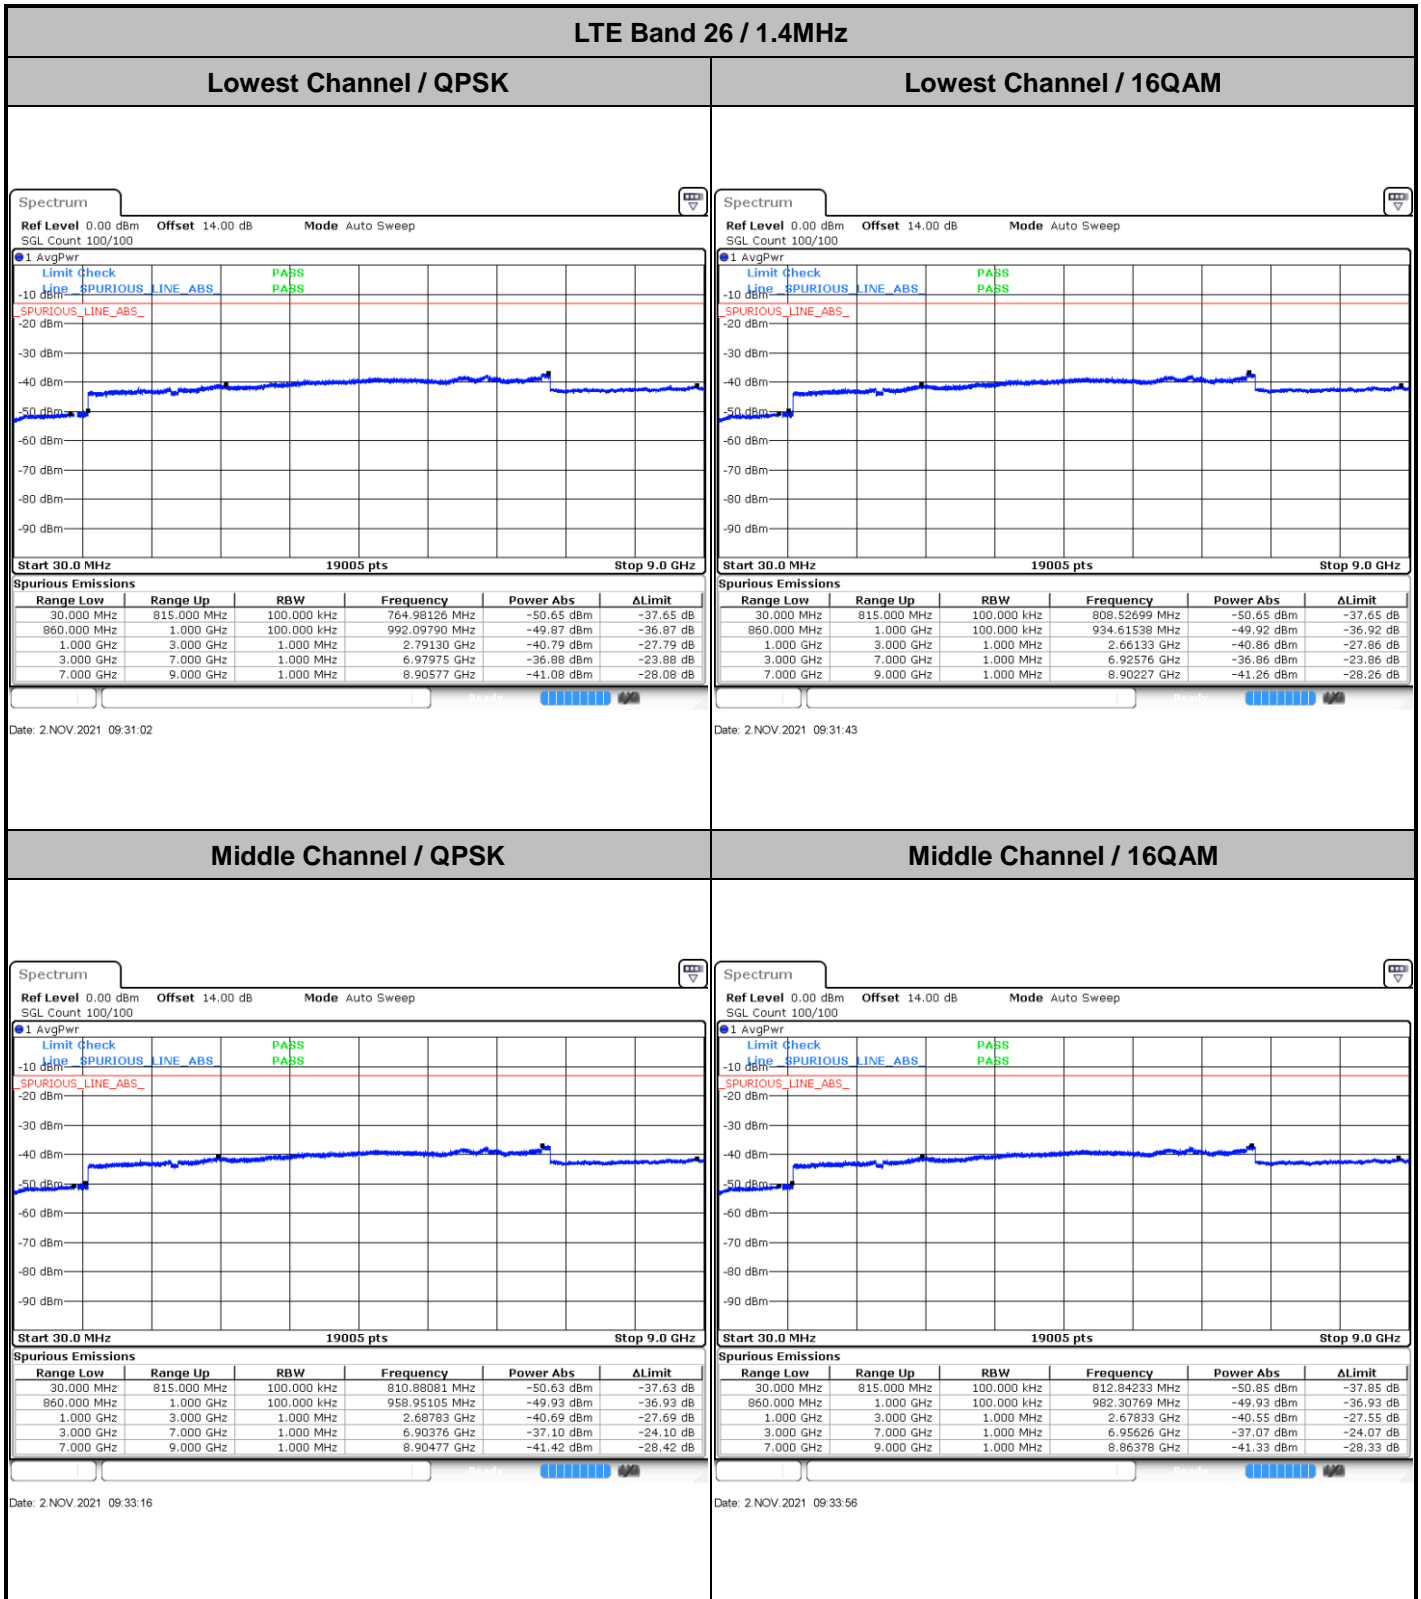 LTE Band 26 / 1.4MHz
Lowest Channel / QPSK
Lowest Channel / 16QAM
Spectrum
Ref Level 0.00 dBm Offset 14.00 dB Mode Auto Sweep
SGL Count 100/100
1 AvgPwr
Limit Check PASS
Line _SPURIOUS_LINE_ABS_ PASS
-10 dBm
_SPURIOUS_LINE_ABS_
-20 dBm
-30 dBm
-40 dBm
-50 dBm
-60 dBm
-70 dBm
-80 dBm
-90 dBm
Start 30.0 MHz 19005 pts Stop 9.0 GHz
Spurious Emissions
Range Low Range Up RBW Frequency Power Abs ΔLimit
30.000 MHz 815.000 MHz 100.000 kHz 764.98126 MHz -50.65 dBm -37.65 dB
860.000 MHz 1.000 GHz 100.000 kHz 992.09790 MHz -49.87 dBm -36.87 dB
1.000 GHz 3.000 GHz 1.000 MHz 2.79130 GHz -40.79 dBm -27.79 dB
3.000 GHz 7.000 GHz 1.000 MHz 6.97975 GHz -36.88 dBm -23.88 dB
7.000 GHz 9.000 GHz 1.000 MHz 8.90577 GHz -41.08 dBm -28.08 dB
Date: 2.NOV.2021 09:31:02
Spectrum
Ref Level 0.00 dBm Offset 14.00 dB Mode Auto Sweep
SGL Count 100/100
1 AvgPwr
Limit Check PASS
Line _SPURIOUS_LINE_ABS_ PASS
-10 dBm
_SPURIOUS_LINE_ABS_
-20 dBm
-30 dBm
-40 dBm
-50 dBm
-60 dBm
-70 dBm
-80 dBm
-90 dBm
Start 30.0 MHz 19005 pts Stop 9.0 GHz
Spurious Emissions
Range Low Range Up RBW Frequency Power Abs ΔLimit
30.000 MHz 815.000 MHz 100.000 kHz 808.52699 MHz -50.65 dBm -37.65 dB
860.000 MHz 1.000 GHz 100.000 kHz 934.61538 MHz -49.92 dBm -36.92 dB
1.000 GHz 3.000 GHz 1.000 MHz 2.66133 GHz -40.86 dBm -27.86 dB
3.000 GHz 7.000 GHz 1.000 MHz 6.92576 GHz -36.86 dBm -23.86 dB
7.000 GHz 9.000 GHz 1.000 MHz 8.90227 GHz -41.26 dBm -28.26 dB
Date: 2.NOV.2021 09:31:43
Middle Channel / QPSK
Middle Channel / 16QAM
Spectrum
Ref Level 0.00 dBm Offset 14.00 dB Mode Auto Sweep
SGL Count 100/100
1 AvgPwr
Limit Check PASS
Line _SPURIOUS_LINE_ABS_ PASS
-10 dBm
_SPURIOUS_LINE_ABS_
-20 dBm
-30 dBm
-40 dBm
-50 dBm
-60 dBm
-70 dBm
-80 dBm
-90 dBm
Start 30.0 MHz 19005 pts Stop 9.0 GHz
Spurious Emissions
Range Low Range Up RBW Frequency Power Abs ΔLimit
30.000 MHz 815.000 MHz 100.000 kHz 810.88081 MHz -50.63 dBm -37.63 dB
860.000 MHz 1.000 GHz 100.000 kHz 958.95105 MHz -49.93 dBm -36.93 dB
1.000 GHz 3.000 GHz 1.000 MHz 2.68783 GHz -40.69 dBm -27.69 dB
3.000 GHz 7.000 GHz 1.000 MHz 6.90376 GHz -37.10 dBm -24.10 dB
7.000 GHz 9.000 GHz 1.000 MHz 8.90477 GHz -41.42 dBm -28.42 dB
Date: 2.NOV.2021 09:33:16
Spectrum
Ref Level 0.00 dBm Offset 14.00 dB Mode Auto Sweep
SGL Count 100/100
1 AvgPwr
Limit Check PASS
Line _SPURIOUS_LINE_ABS_ PASS
-10 dBm
_SPURIOUS_LINE_ABS_
-20 dBm
-30 dBm
-40 dBm
-50 dBm
-60 dBm
-70 dBm
-80 dBm
-90 dBm
Start 30.0 MHz 19005 pts Stop 9.0 GHz
Spurious Emissions
Range Low Range Up RBW Frequency Power Abs ΔLimit
30.000 MHz 815.000 MHz 100.000 kHz 812.84233 MHz -50.85 dBm -37.85 dB
860.000 MHz 1.000 GHz 100.000 kHz 982.30769 MHz -49.93 dBm -36.93 dB
1.000 GHz 3.000 GHz 1.000 MHz 2.67833 GHz -40.55 dBm -27.55 dB
3.000 GHz 7.000 GHz 1.000 MHz 6.95626 GHz -37.07 dBm -24.07 dB
7.000 GHz 9.000 GHz 1.000 MHz 8.86378 GHz -41.33 dBm -28.33 dB
Date: 2.NOV.2021 09:33:56